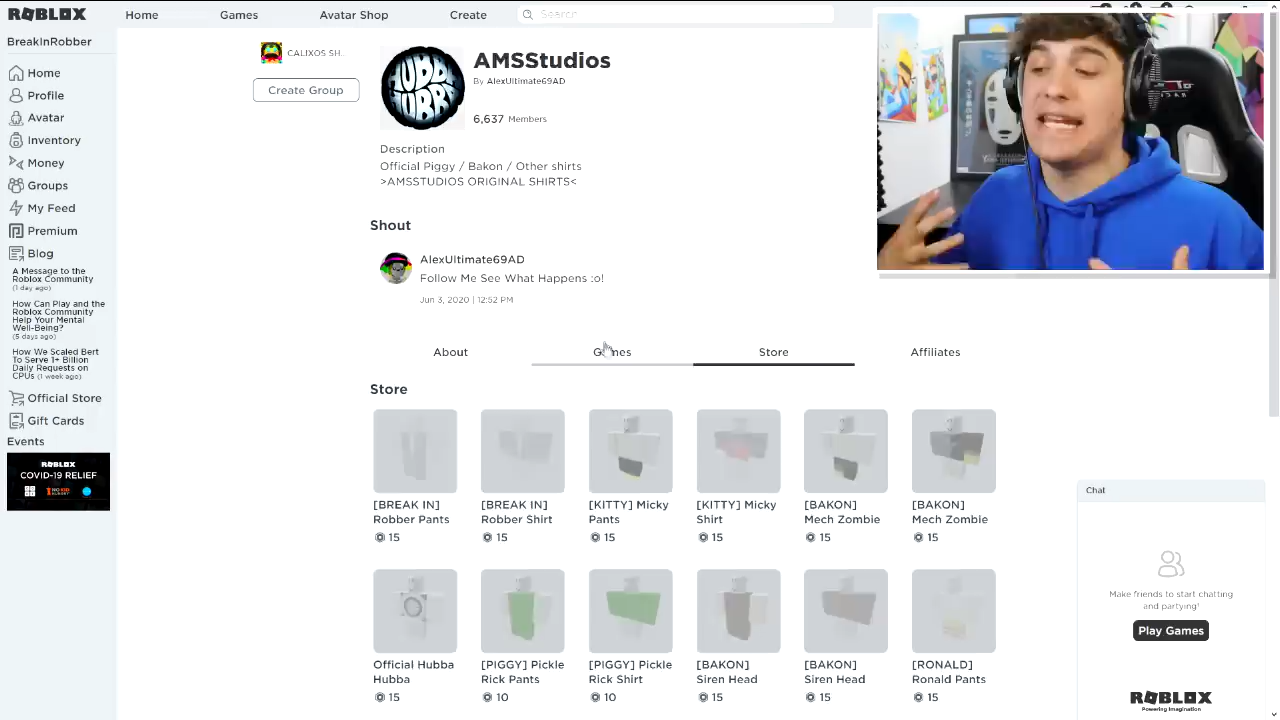 ROBLOX
Home
Games
Avatar Shop
Create
Search
BreakInRobber
Home
Profile
Avatar
Inventory
Money
Groups
My Feed
Premium
Blog
A Message to the
Roblox Community
(1 day ago)
How Can Play and the
Roblox Community
Help Your Mental
Well-Being?
(5 days ago)
How We Scaled Bert
To Serve 1+ Billion
Daily Requests on
CPUs (1 week ago)
Official Store
Gift Cards
Events
ROBLOX
COVID-19 RELIEF
CALIXOS SH..
Create Group
HUBBA
HUBBA
AMSStudios
By AlexUltimate69AD
6,637 Members
Description
Official Piggy / Bakon / Other shirts
>AMSSTUDIOS ORIGINAL SHIRTS<
Shout
AlexUltimate69AD
Follow Me See What Happens :o!
Jun 3, 2020 | 12:52 PM
About
Games
Store
Affiliates
Store
[BREAK IN]
Robber Pants
15
[BREAK IN]
Robber Shirt
15
[KITTY] Micky
Pants
15
[KITTY] Micky
Shirt
15
[BAKON]
Mech Zombie
15
[BAKON]
Mech Zombie
15
Official Hubba
Hubba
15
[PIGGY] Pickle
Rick Pants
10
[PIGGY] Pickle
Rick Shirt
10
[BAKON]
Siren Head
15
[BAKON]
Siren Head
15
[RONALD]
Ronald Pants
15
Chat
Make friends to start chatting
and partying!
Play Games
ROBLOX
Powering Imagination